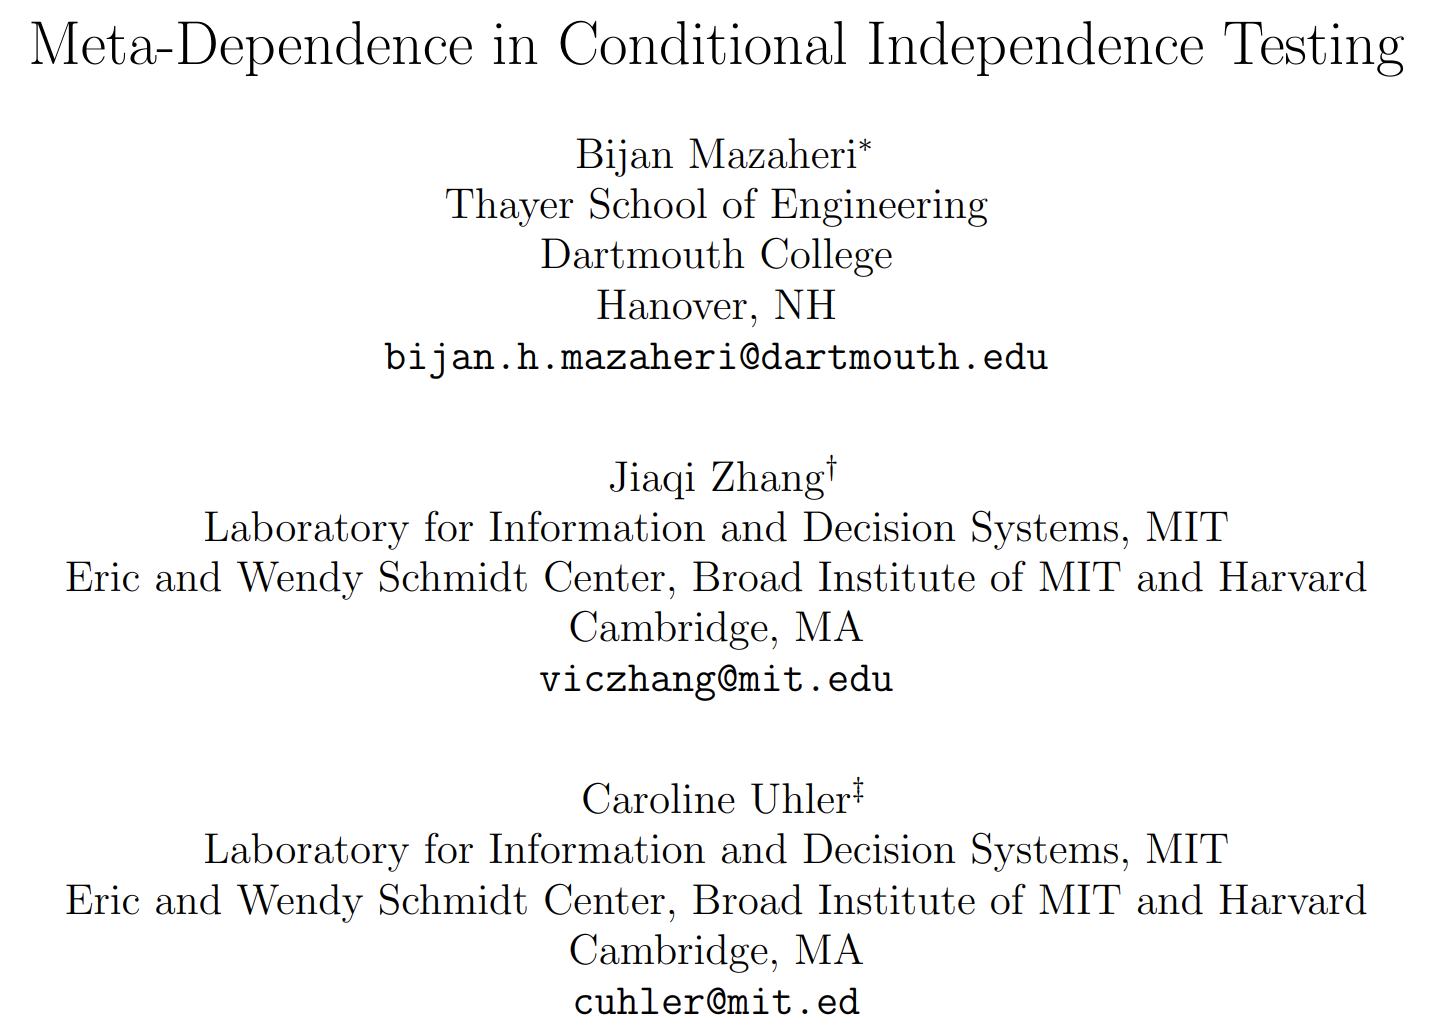 Meta-Dependence in Conditional Independence Testing
Bijan Mazaheri*
Thayer School of Engineering
Dartmouth College
Hanover, NH
bijan.h.mazaheri@dartmouth.edu
Jiaqi Zhang†
Laboratory for Information and Decision Systems, MIT
Eric and Wendy Schmidt Center, Broad Institute of MIT and Harvard
Cambridge, MA
viczhang@mit.edu
Caroline Uhler‡
Laboratory for Information and Decision Systems, MIT
Eric and Wendy Schmidt Center, Broad Institute of MIT and Harvard
Cambridge, MA
cuhler@mit.ed